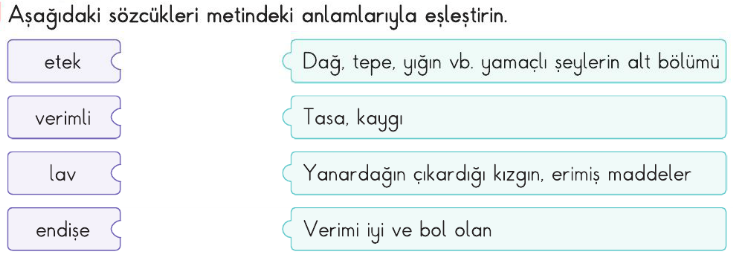 Aşağıdaki sözcükleri metindeki anlamlarıyla eşleştirin.
etek
Dağ, tepe, yığın vb. yamaçlı şeylerin alt bölümü
verimli
Tasa, kaygı
lav
Yanardağın çıkardığı kızgın, erimiş maddeler
endişe
Verimi iyi ve bol olan